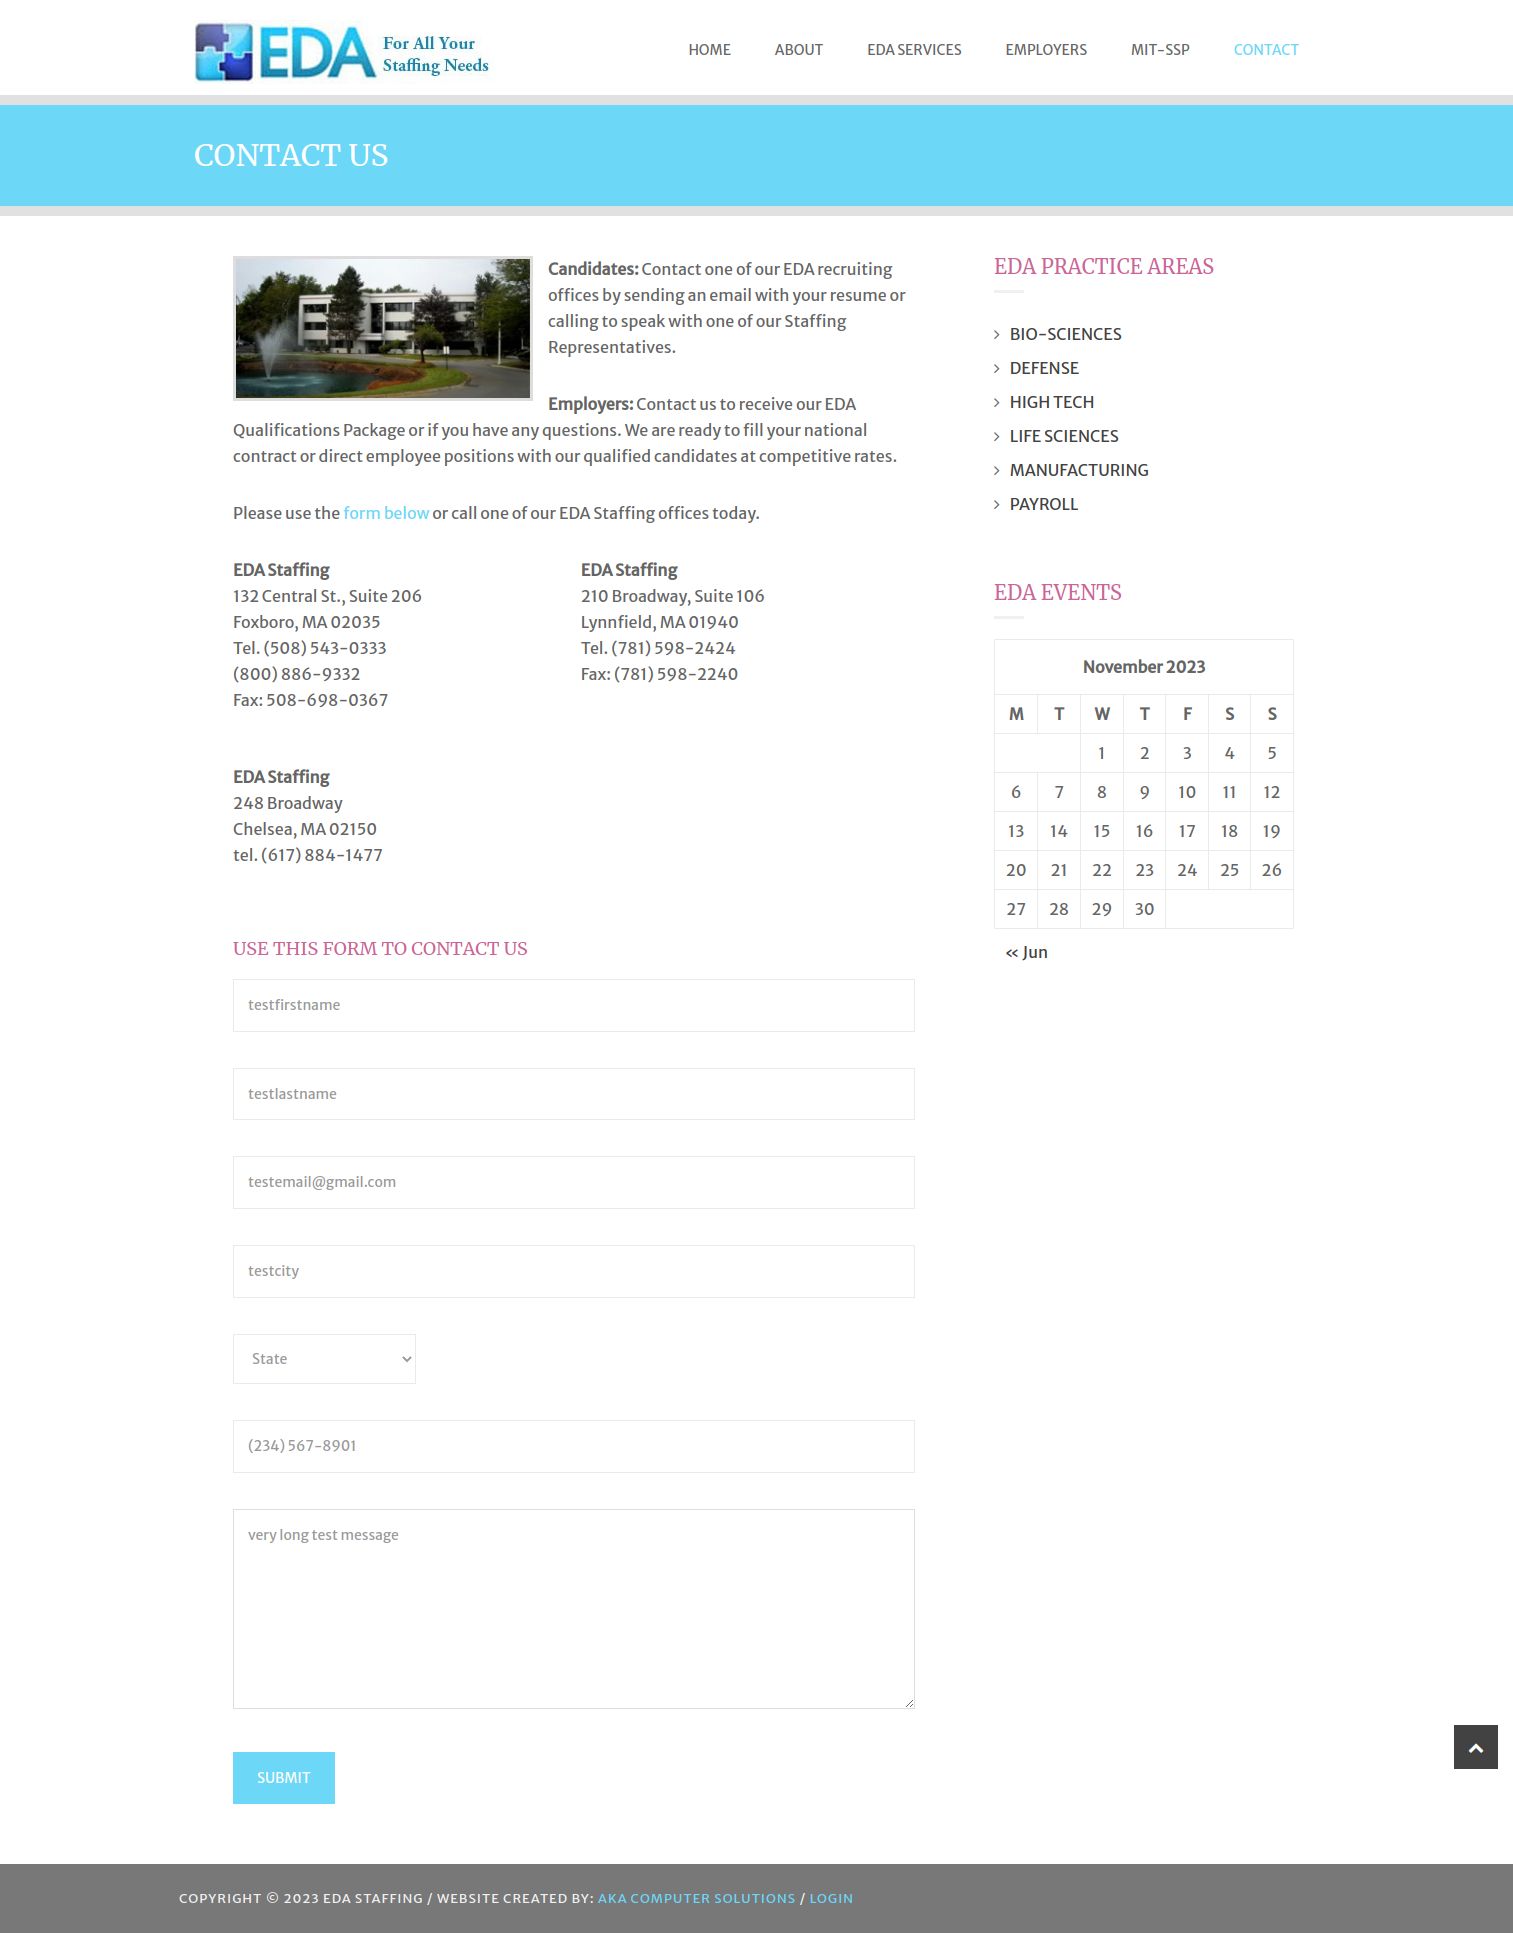 EDA For All Your
Staffing Needs
HOME ABOUT EDA SERVICES EMPLOYERS MIT-SSP CONTACT
CONTACT US
Candidates: Contact one of our EDA recruiting
offices by sending an email with your resume or
calling to speak with one of our Staffing
Representatives.
Employers: Contact us to receive our EDA
Qualifications Package or if you have any questions. We are ready to fill your national
contract or direct employee positions with our qualified candidates at competitive rates.
Please use the form below or call one of our EDA Staffing offices today.
EDA Staffing
132 Central St., Suite 206
Foxboro, MA 02035
Tel. (508) 543-0333
(800) 886-9332
Fax: 508-698-0367
EDA Staffing
210 Broadway, Suite 106
Lynnfield, MA 01940
Tel. (781) 598-2424
Fax: (781) 598-2240
EDA Staffing
248 Broadway
Chelsea, MA 02150
tel. (617) 884-1477
USE THIS FORM TO CONTACT US
testfirstname
testlastname
testemail@gmail.com
testcity
State
(234) 567-8901
very long test message
SUBMIT
EDA PRACTICE AREAS
BIO-SCIENCES
DEFENSE
HIGH TECH
LIFE SCIENCES
MANUFACTURING
PAYROLL
EDA EVENTS
November 2023
M T W T F S S
1 2 3 4 5
6 7 8 9 10 11 12
13 14 15 16 17 18 19
20 21 22 23 24 25 26
27 28 29 30
« Jun
COPYRIGHT © 2023 EDA STAFFING / WEBSITE CREATED BY: AKA COMPUTER SOLUTIONS / LOGIN